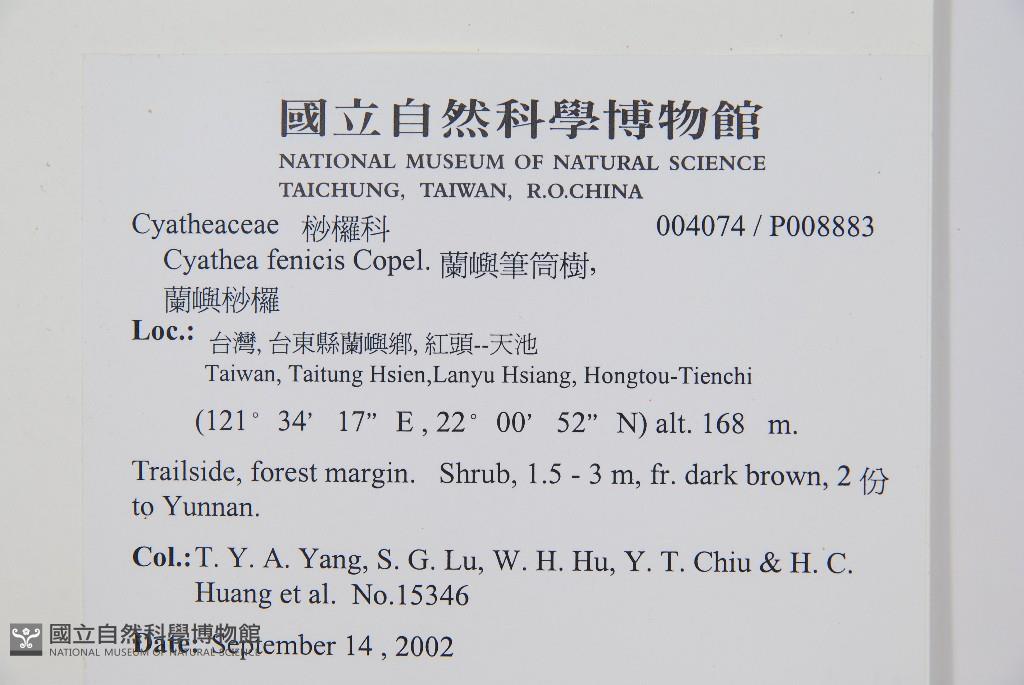 國立自然科學博物館
NATIONAL MUSEUM OF NATURAL SCIENCE
TAICHUNG, TAIWAN, R.O.CHINA
Cyatheaceae 桫欏科 004074 / P008883
Cyathea fenicis Copel. 蘭嶼筆筒樹,
蘭嶼桫欏
Loc.: 台灣, 台東縣蘭嶼鄉, 紅頭--天池
Taiwan, Taitung Hsien,Lanyu Hsiang, Hongtou-Tienchi
(121° 34’ 17” E , 22° 00’ 52” N) alt. 168 m.
Trailside, forest margin. Shrub, 1.5 - 3 m, fr. dark brown, 2 份
to Yunnan.
Col.: T. Y. A. Yang, S. G. Lu, W. H. Hu, Y. T. Chiu & H. C.
Huang et al. No.15346
Date: September 14 , 2002
國立自然科學博物館
NATIONAL MUSEUM OF NATURAL SCIENCE